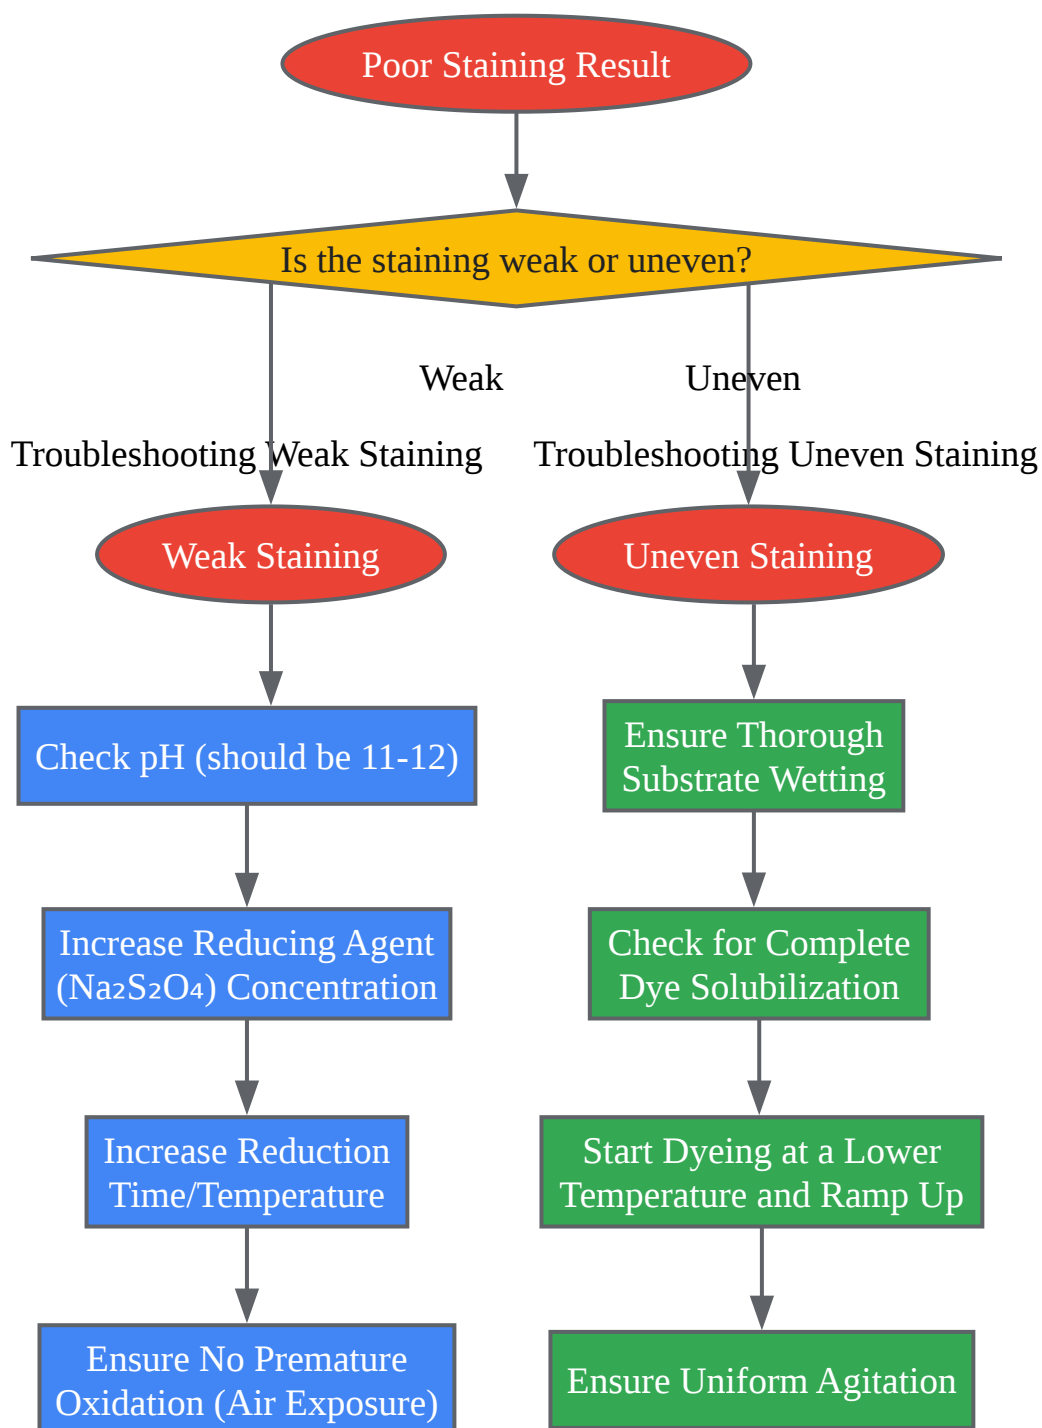 Poor Staining Result
Is the staining weak or uneven?
Weak
Uneven
Troubleshooting Weak Staining
Troubleshooting Uneven Staining
Weak Staining
Uneven Staining
Check pH (should be 11-12)
Ensure Thorough
Substrate Wetting
Increase Reducing Agent
(Na₂S₂O₄) Concentration
Check for Complete
Dye Solubilization
Increase Reduction
Time/Temperature
Start Dyeing at a Lower
Temperature and Ramp Up
Ensure No Premature
Oxidation (Air Exposure)
Ensure Uniform Agitation